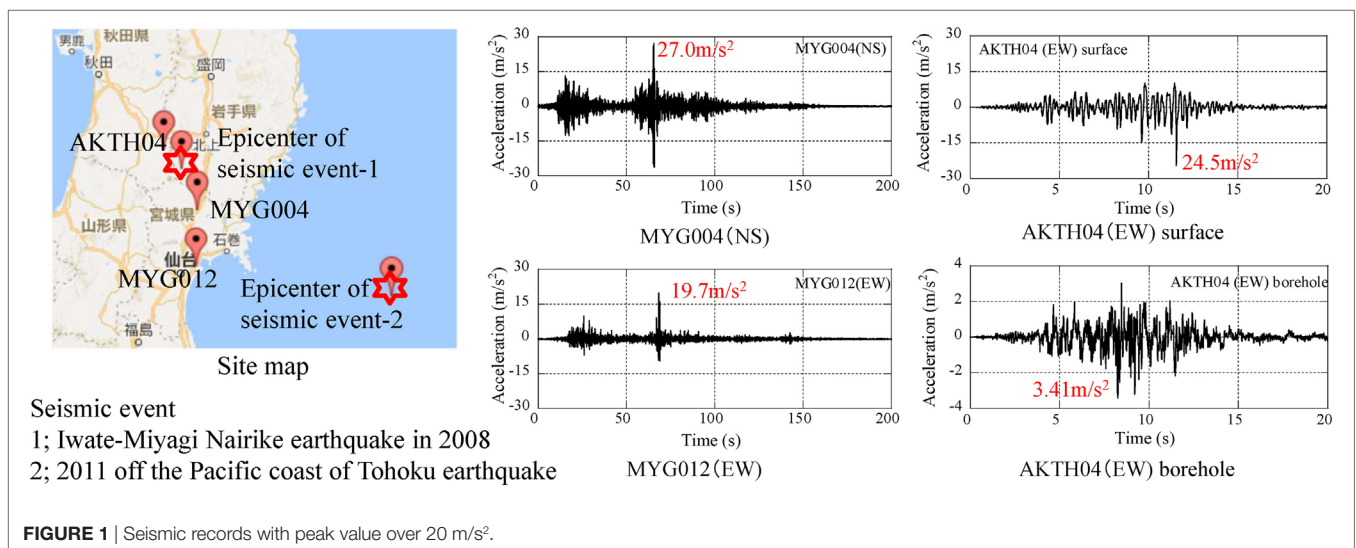 秋田県
男鹿
秋田
盛岡
岩手県
AKTH04
北上
Epicenter of
seismic event-1
MYG004
宮城県
山形県
石巻
仙台
MYG012
Epicenter of
seismic event-2
福島
Site map
Seismic event
1; Iwate-Miyagi Nairike earthquake in 2008
2; 2011 off the Pacific coast of Tohoku earthquake
Acceleration (m/s²)
30
15
0
-15
-30
27.0m/s²
MYG004(NS)
0 50 100 150 200
Time (s)
MYG004(NS)
Acceleration (m/s²)
30
15
0
-15
-30
AKTH04 (EW) surface
24.5m/s²
0 5 10 15 20
Time (s)
AKTH04(EW) surface
Acceleration (m/s²)
30
15
0
-15
-30
19.7m/s²
MYG012(EW)
0 50 100 150 200
Time (s)
MYG012(EW)
Acceleration (m/s²)
4
2
0
-2
-4
AKTH04 (EW) borehole
3.41m/s²
0 5 10 15 20
Time (s)
AKTH04(EW) borehole
FIGURE 1 | Seismic records with peak value over 20 m/s².